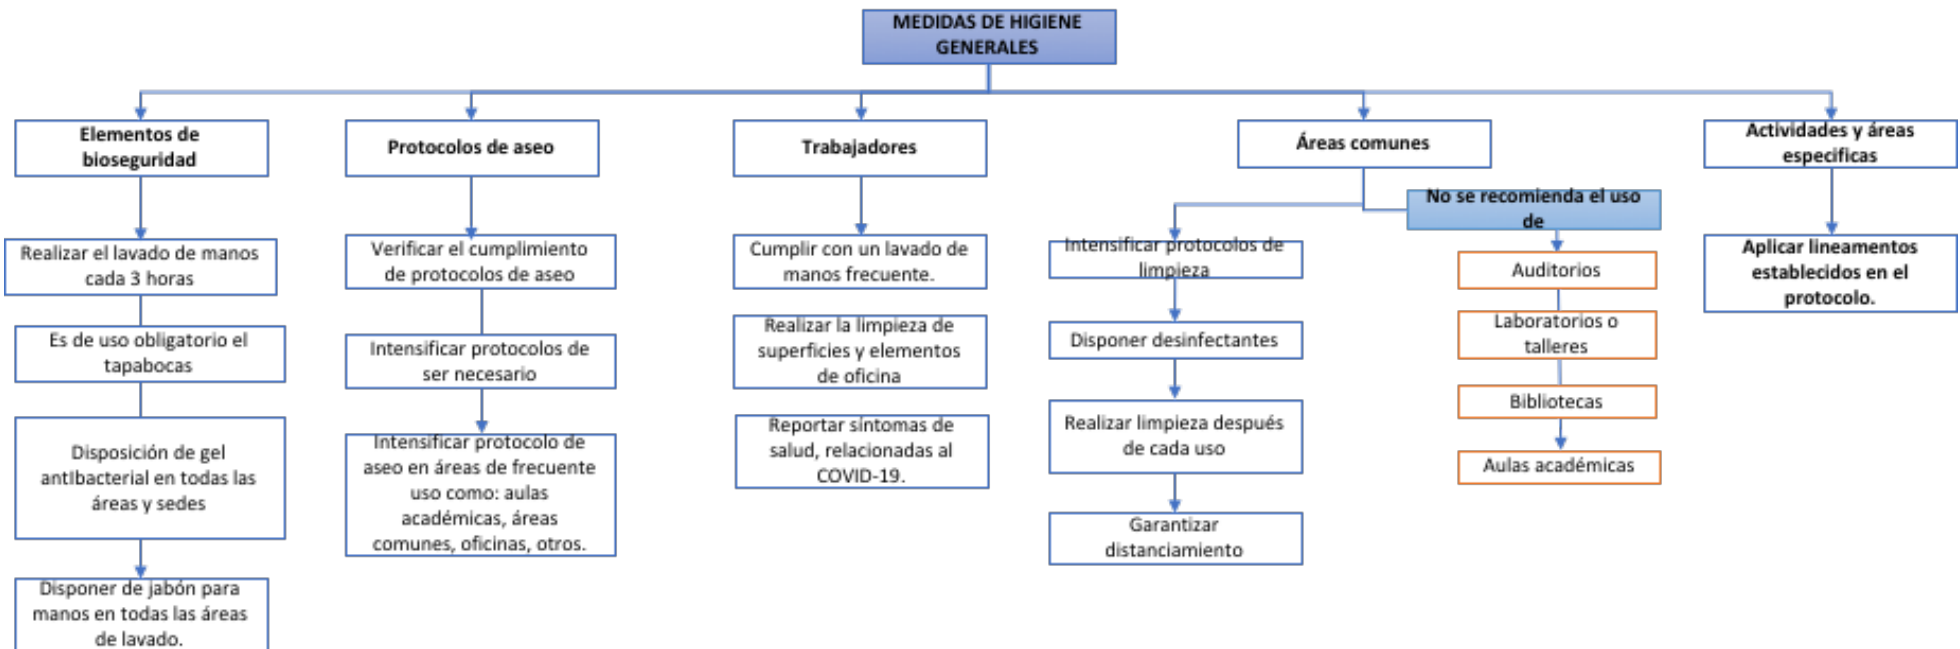 MEDIDAS DE HIGIENE
GENERALES
Elementos de
bioseguridad
Realizar el lavado de manos
cada 3 horas
Es de uso obligatorio el
tapabocas
Disposición de gel
antIbacterial en todas las
áreas y sedes
Disponer de jabón para
manos en todas las áreas
de lavado.
Protocolos de aseo
Verificar el cumplimiento
de protocolos de aseo
Intensificar protocolos de
ser necesario
Intensificar protocolo de
aseo en áreas de frecuente
uso como: aulas
académicas, áreas
comunes, oficinas, otros.
Trabajadores
Cumplir con un lavado de
manos frecuente.
Realizar la limpieza de
superficies y elementos
de oficina
Reportar síntomas de
salud, relacionadas al
COVID-19.
Áreas comunes
Intensificar protocolos de
limpieza
Disponer desinfectantes
Realizar limpieza después
de cada uso
Garantizar
distanciamiento
No se recomienda el uso
de
Auditorios
Laboratorios o
talleres
Bibliotecas
Aulas académicas
Actividades y áreas
especificas
Aplicar lineamentos
establecidos en el
protocolo.